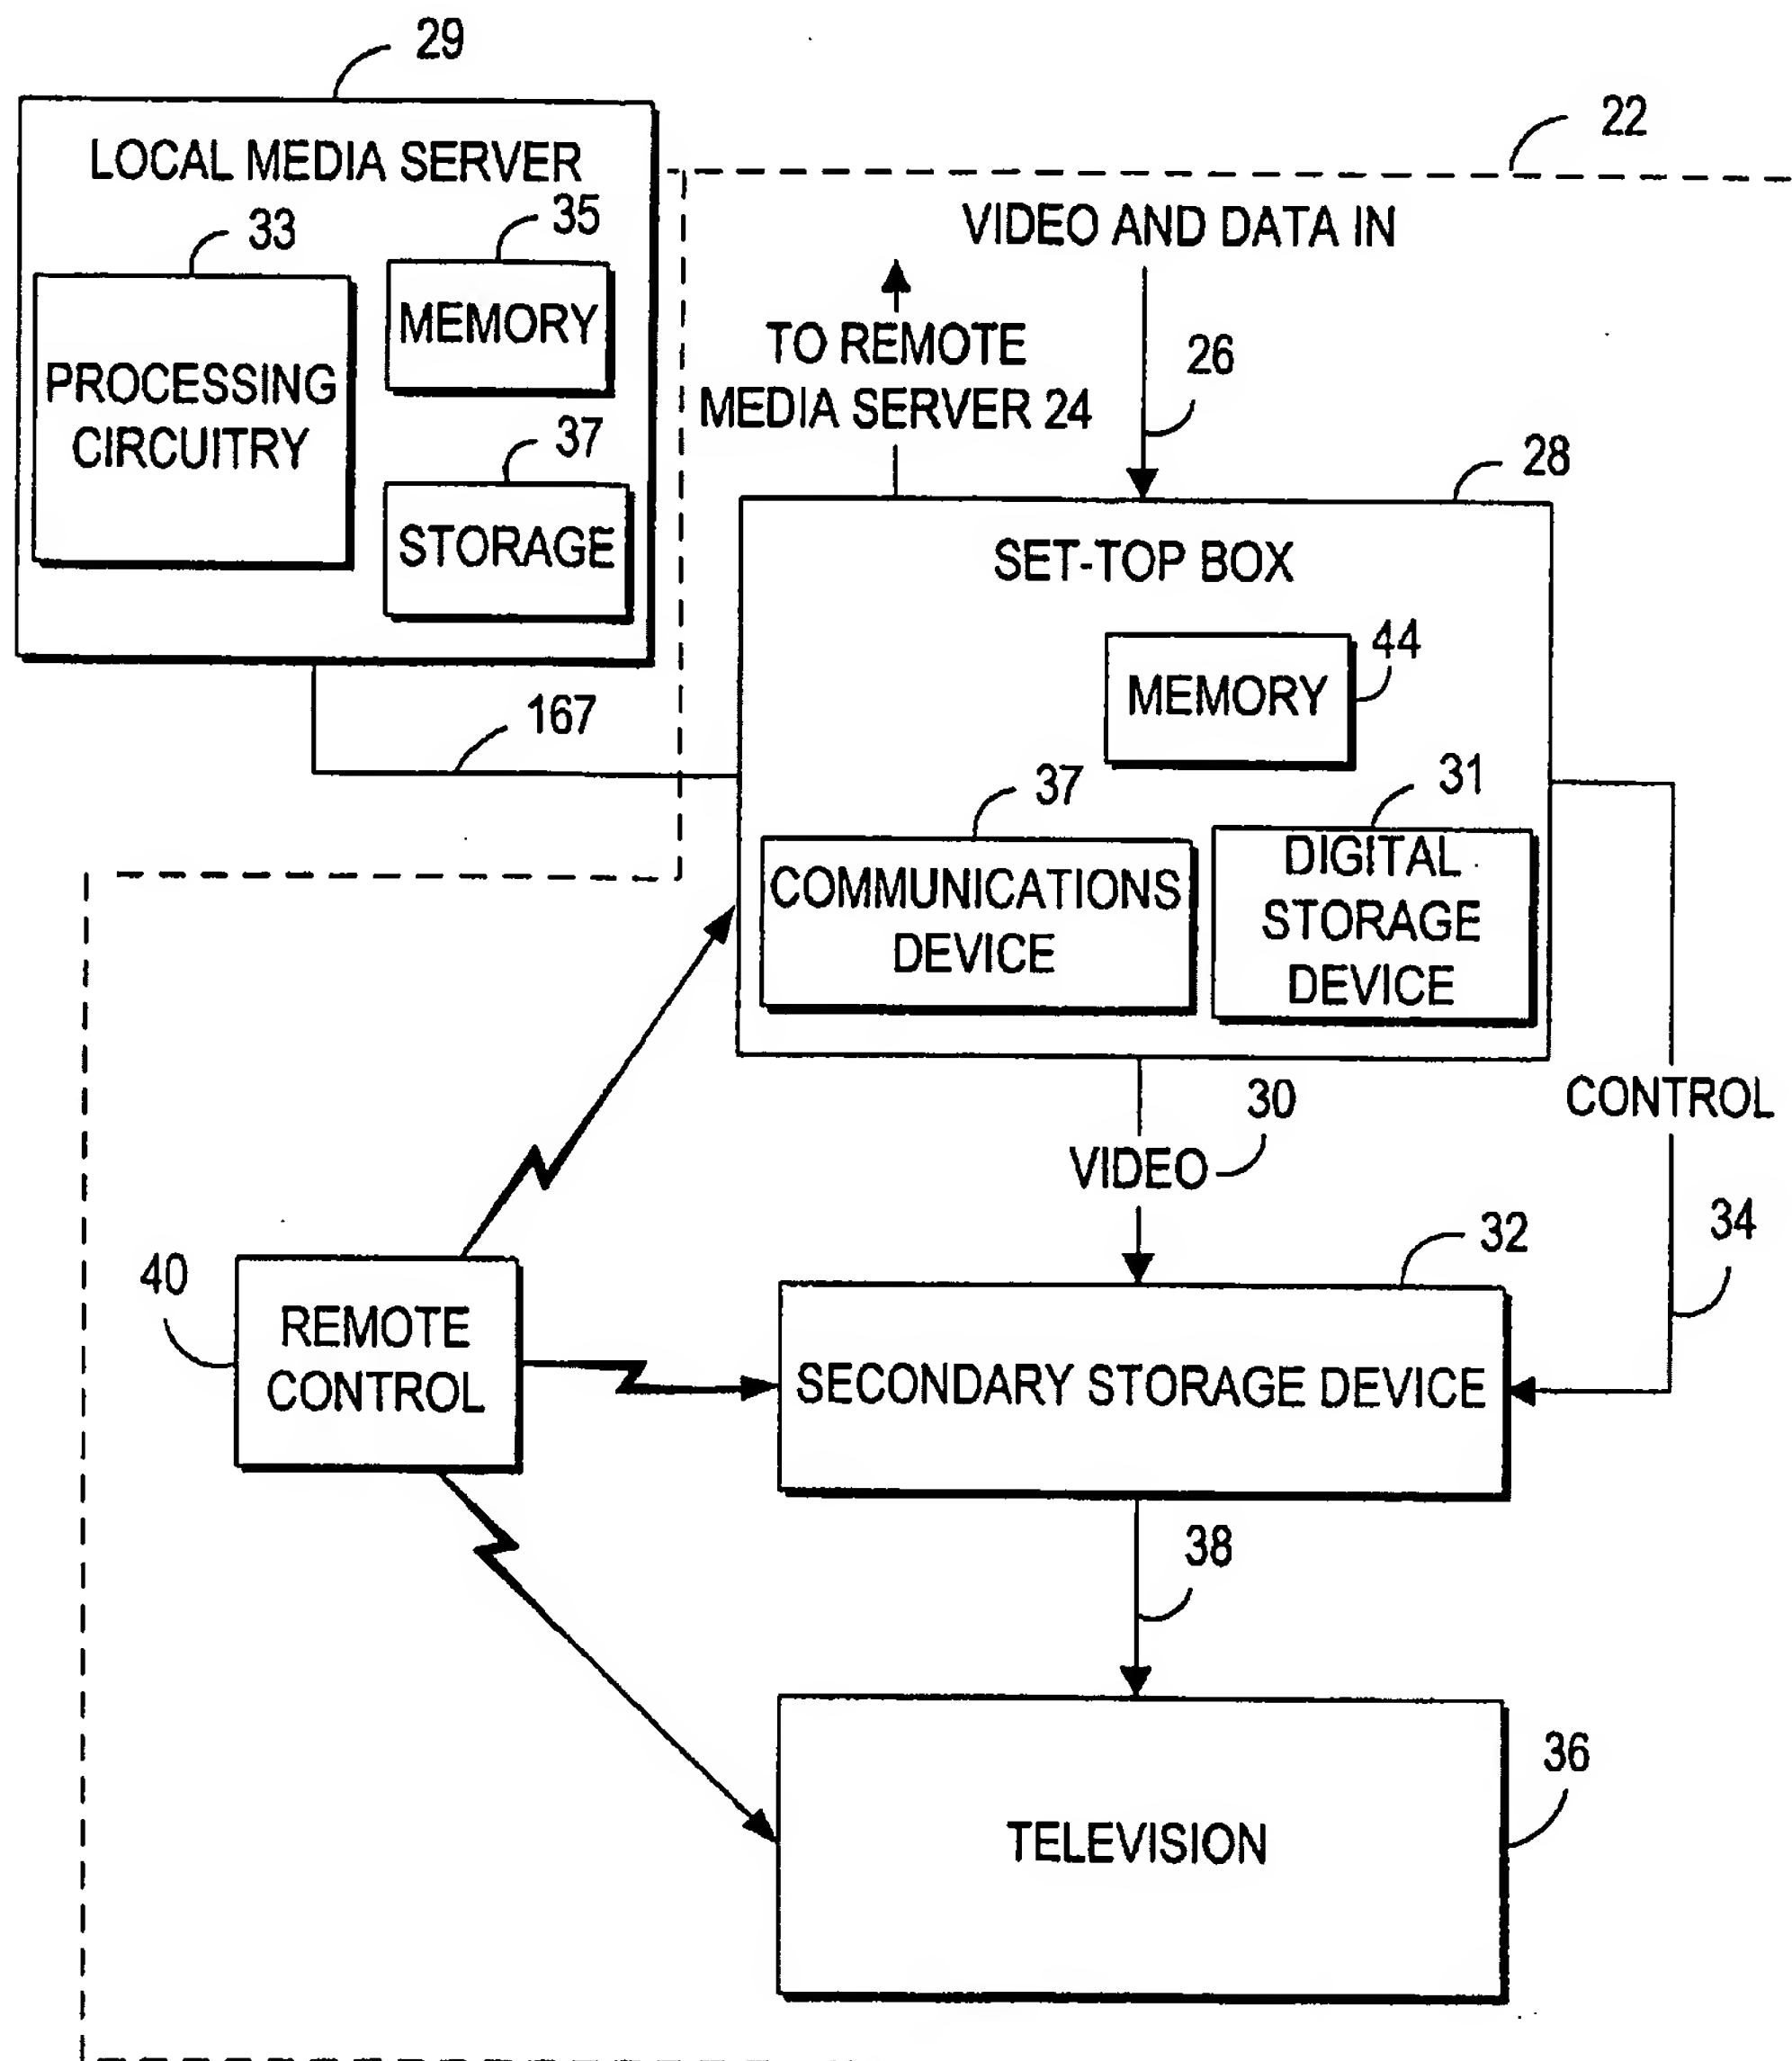 29
22
LOCAL MEDIA SERVER
33
35
PROCESSING
CIRCUITRY
MEMORY
37
STORAGE
VIDEO AND DATA IN
TO REMOTE
MEDIA SERVER 24
26
28
SET-TOP BOX
44
MEMORY
167
37
31
COMMUNICATIONS
DEVICE
DIGITAL
STORAGE
DEVICE
CONTROL
30
VIDEO
34
32
40
REMOTE
CONTROL
SECONDARY STORAGE DEVICE
38
36
TELEVISION